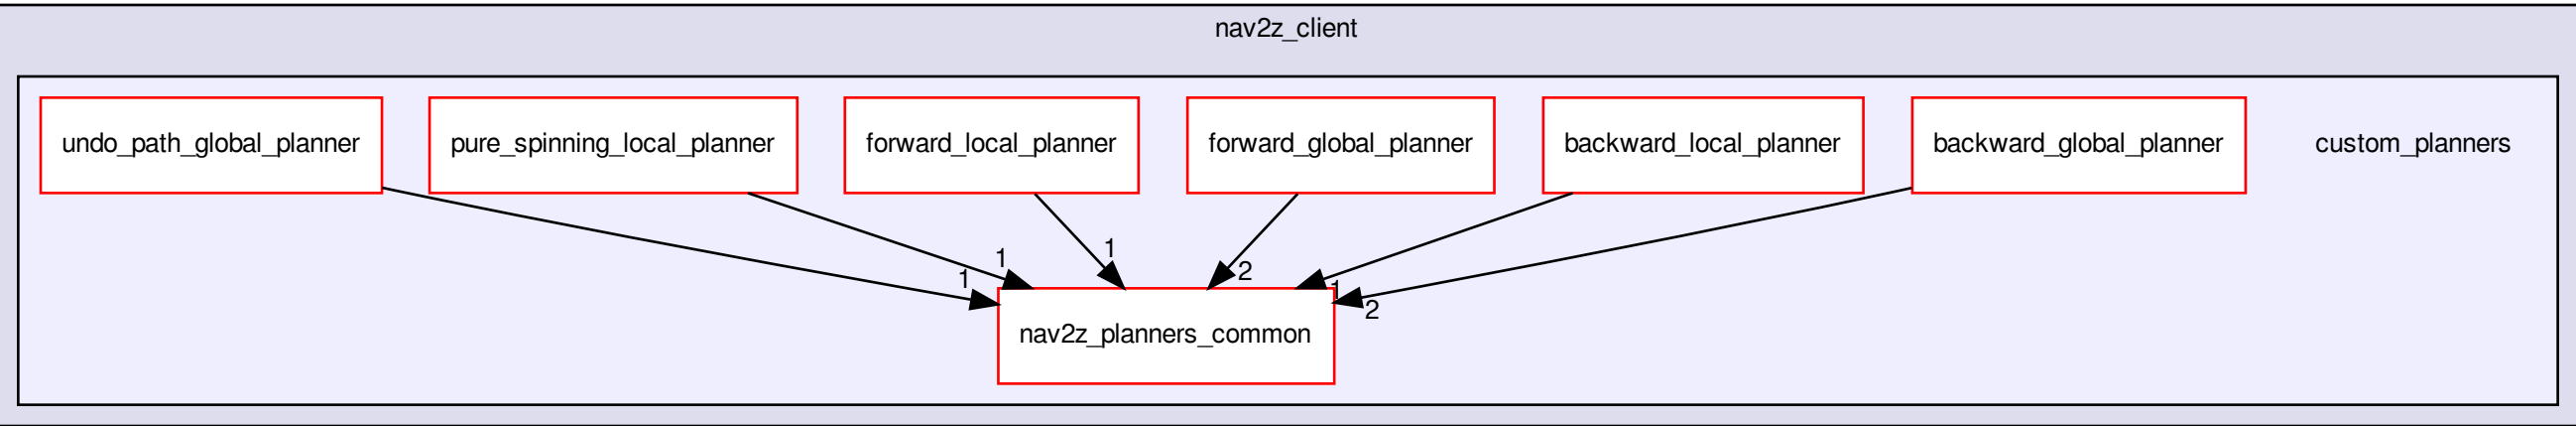 nav2z_client
undo_path_global_planner
pure_spinning_local_planner
forward_local_planner
forward_global_planner
backward_local_planner
backward_global_planner
custom_planners
1
1
1
2
1
2
nav2z_planners_common